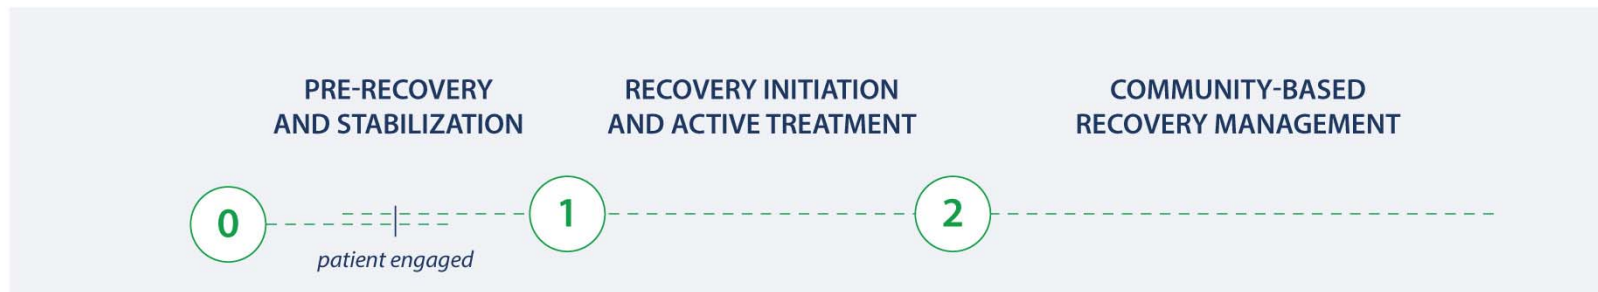 PRE-RECOVERY
AND STABILIZATION
RECOVERY INITIATION
AND ACTIVE TREATMENT
COMMUNITY-BASED
RECOVERY MANAGEMENT
0
patient engaged
1
2